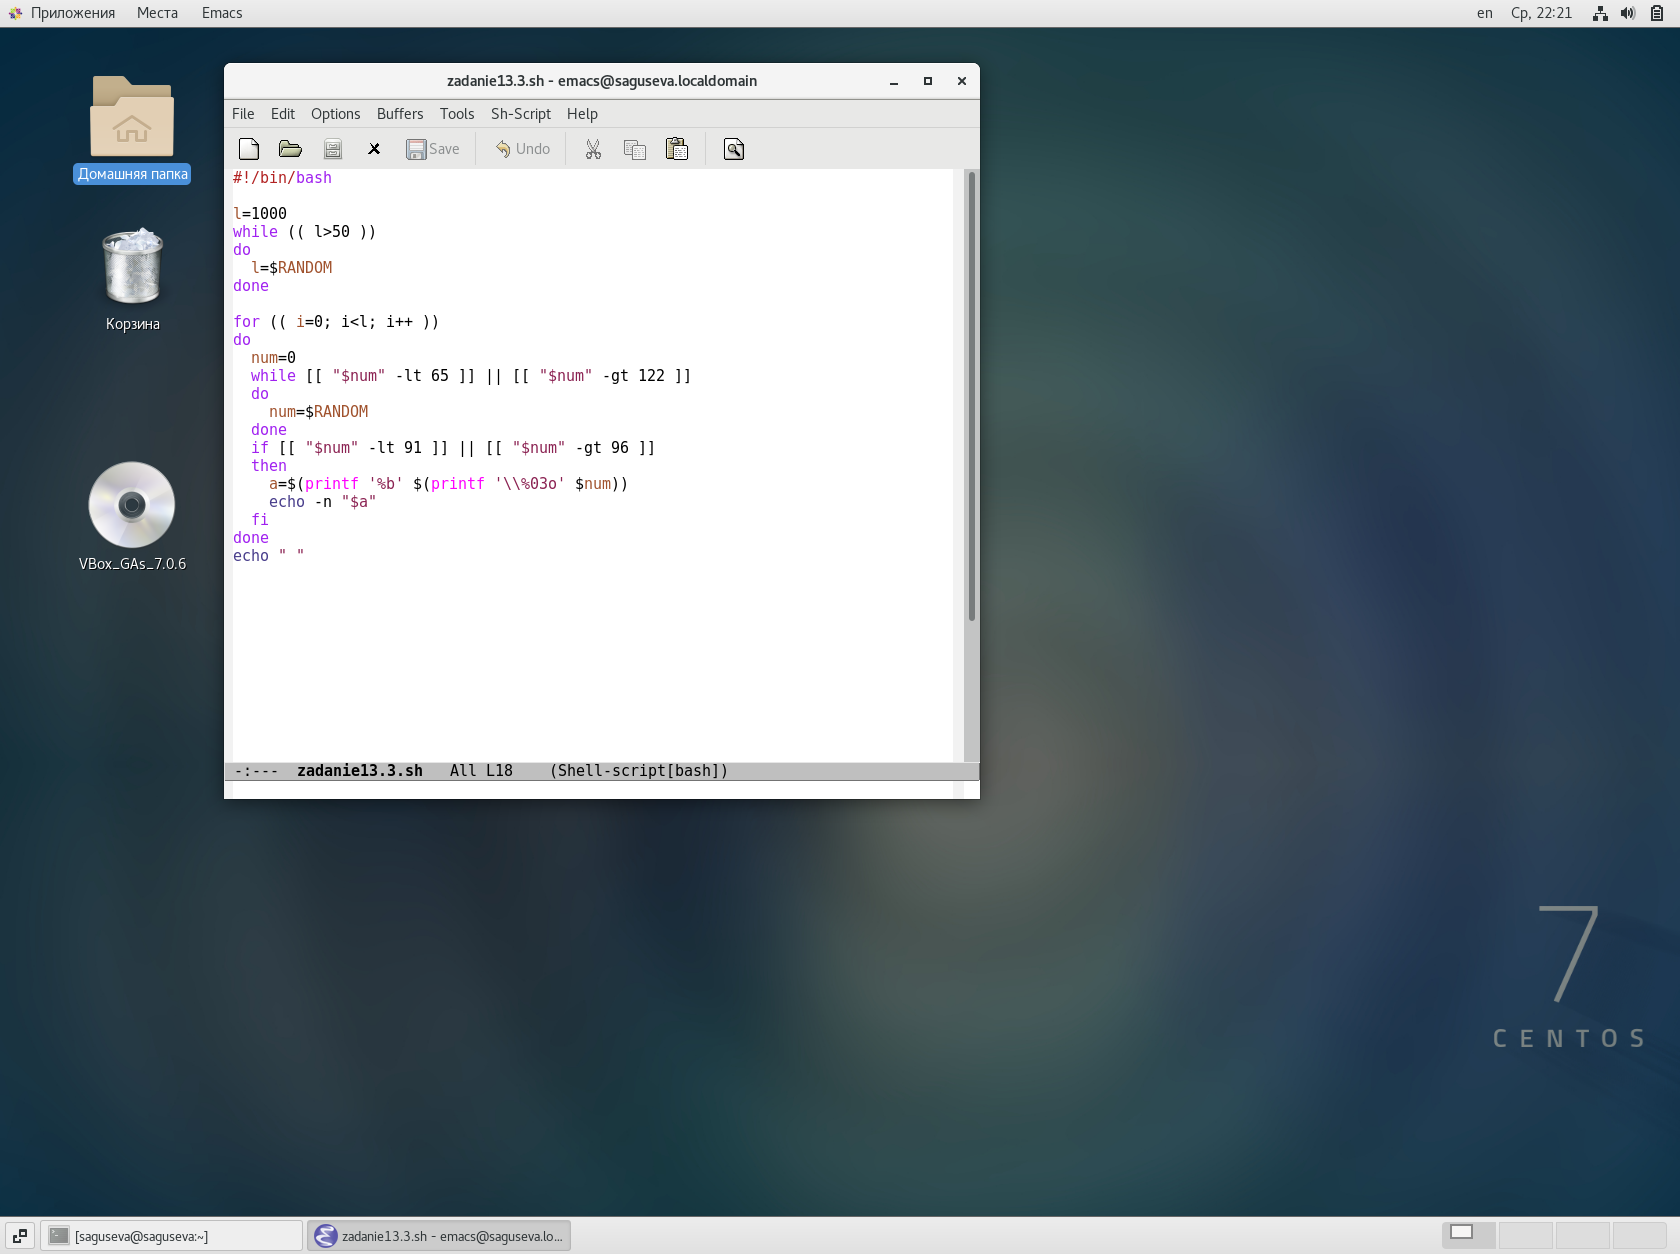 Приложения Места Emacs en Ср, 22:21
zadanie13.3.sh - emacs@saguseva.localdomain
File Edit Options Buffers Tools Sh-Script Help
Save Undo
Домашняя папка
Корзина
VBox_GAs_7.0.6
#!/bin/bash

l=1000
while (( l>50 ))
do
  l=$RANDOM
done

for (( i=0; i<l; i++ ))
do
  num=0
  while [[ "$num" -lt 65 ]] || [[ "$num" -gt 122 ]]
  do
    num=$RANDOM
  done
  if [[ "$num" -lt 91 ]] || [[ "$num" -gt 96 ]]
  then
    a=$(printf '%b' $(printf '\\%03o' $num))
    echo -n "$a"
  fi
done
echo " "
-:--- zadanie13.3.sh All L18 (Shell-script[bash])
7
CENTOS
[saguseva@saguseva:~] zadanie13.3.sh - emacs@saguseva.lo...